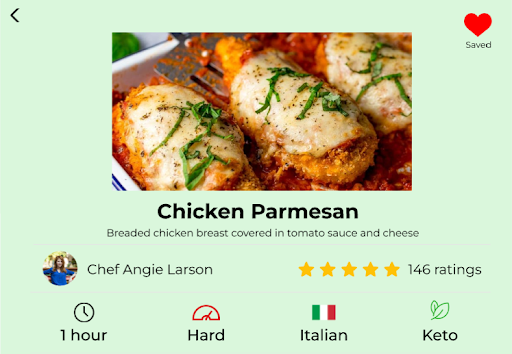 Saved
Chicken Parmesan
Breaded chicken breast covered in tomato sauce and cheese
Chef Angie Larson 146 ratings
1 hour Hard Italian Keto